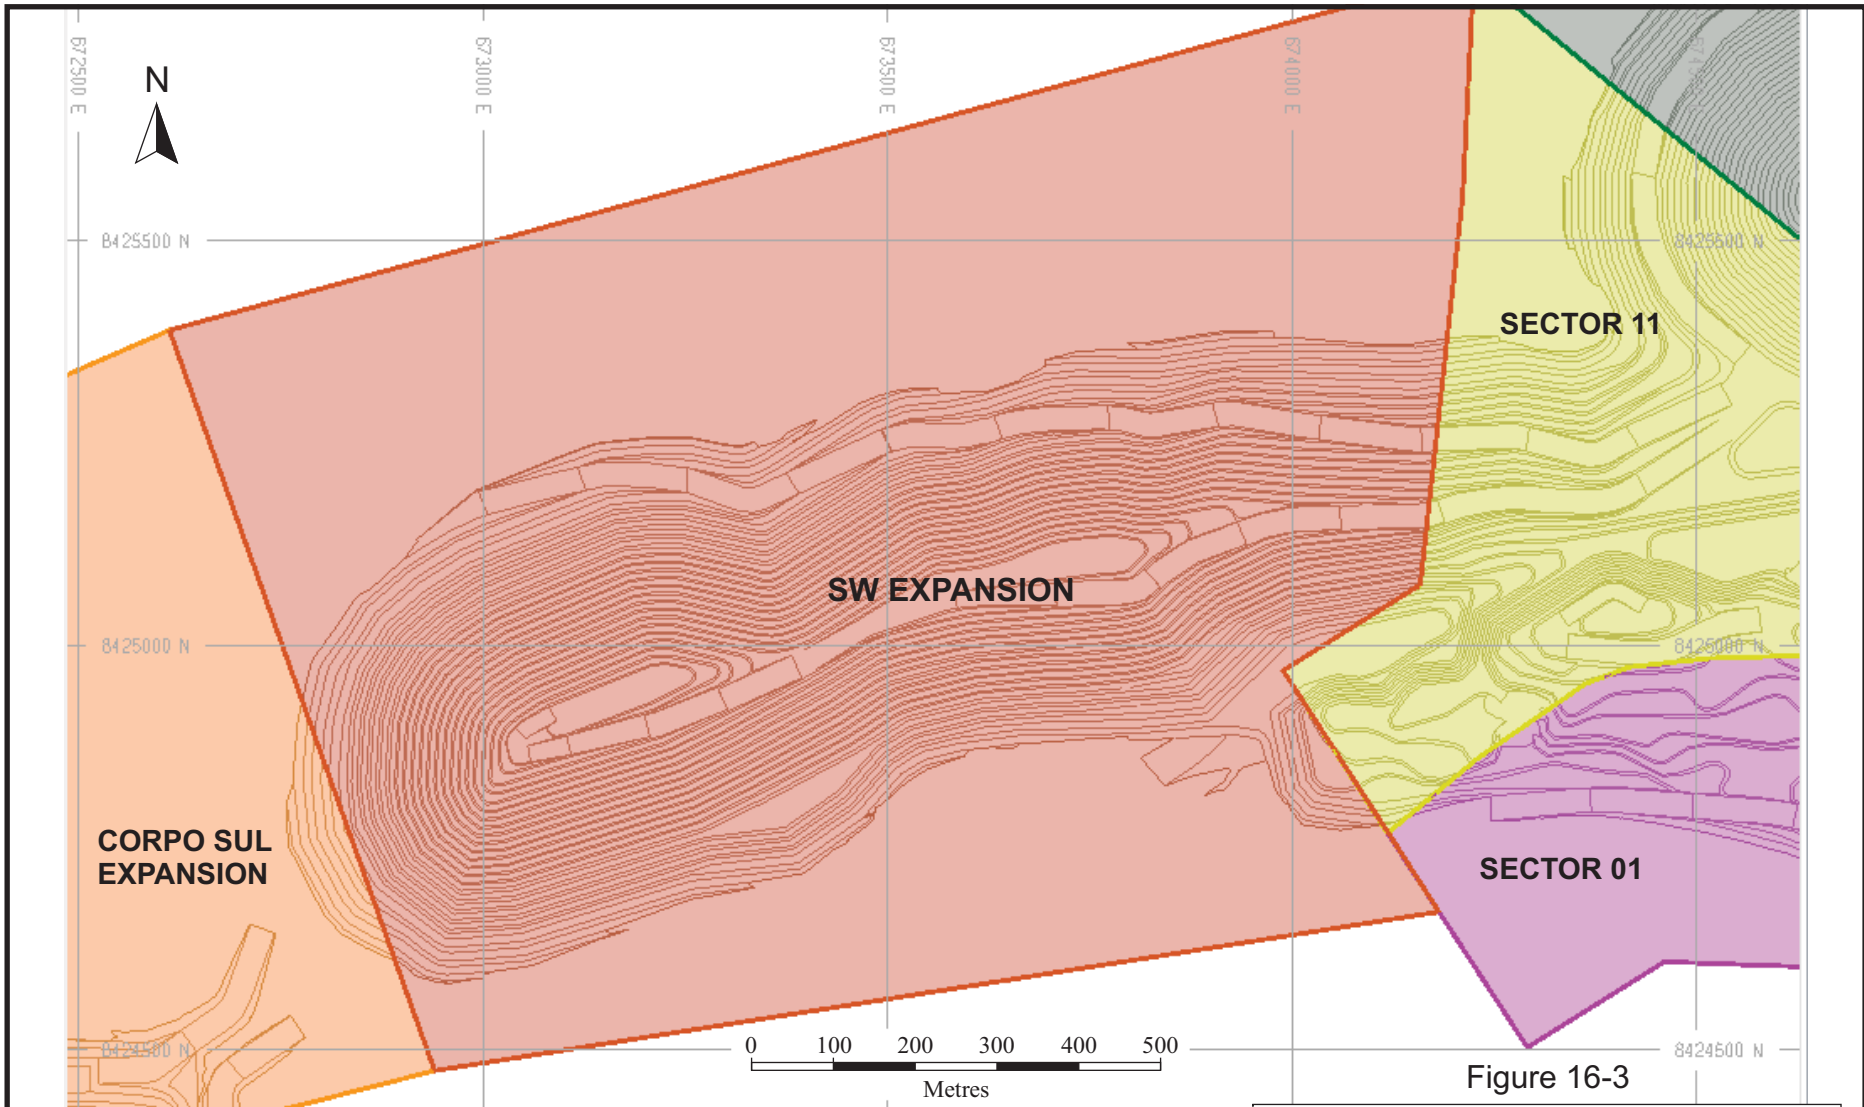 672500 E
673000 E
673500 E
674000 E
N
8425500 N
8425500 N
SECTOR 11
SW EXPANSION
8425000 N
8425000 N
CORPO SUL
EXPANSION
SECTOR 01
8424500 N
0 100 200 300 400 500
Metres
8424500 N
Figure 16-3